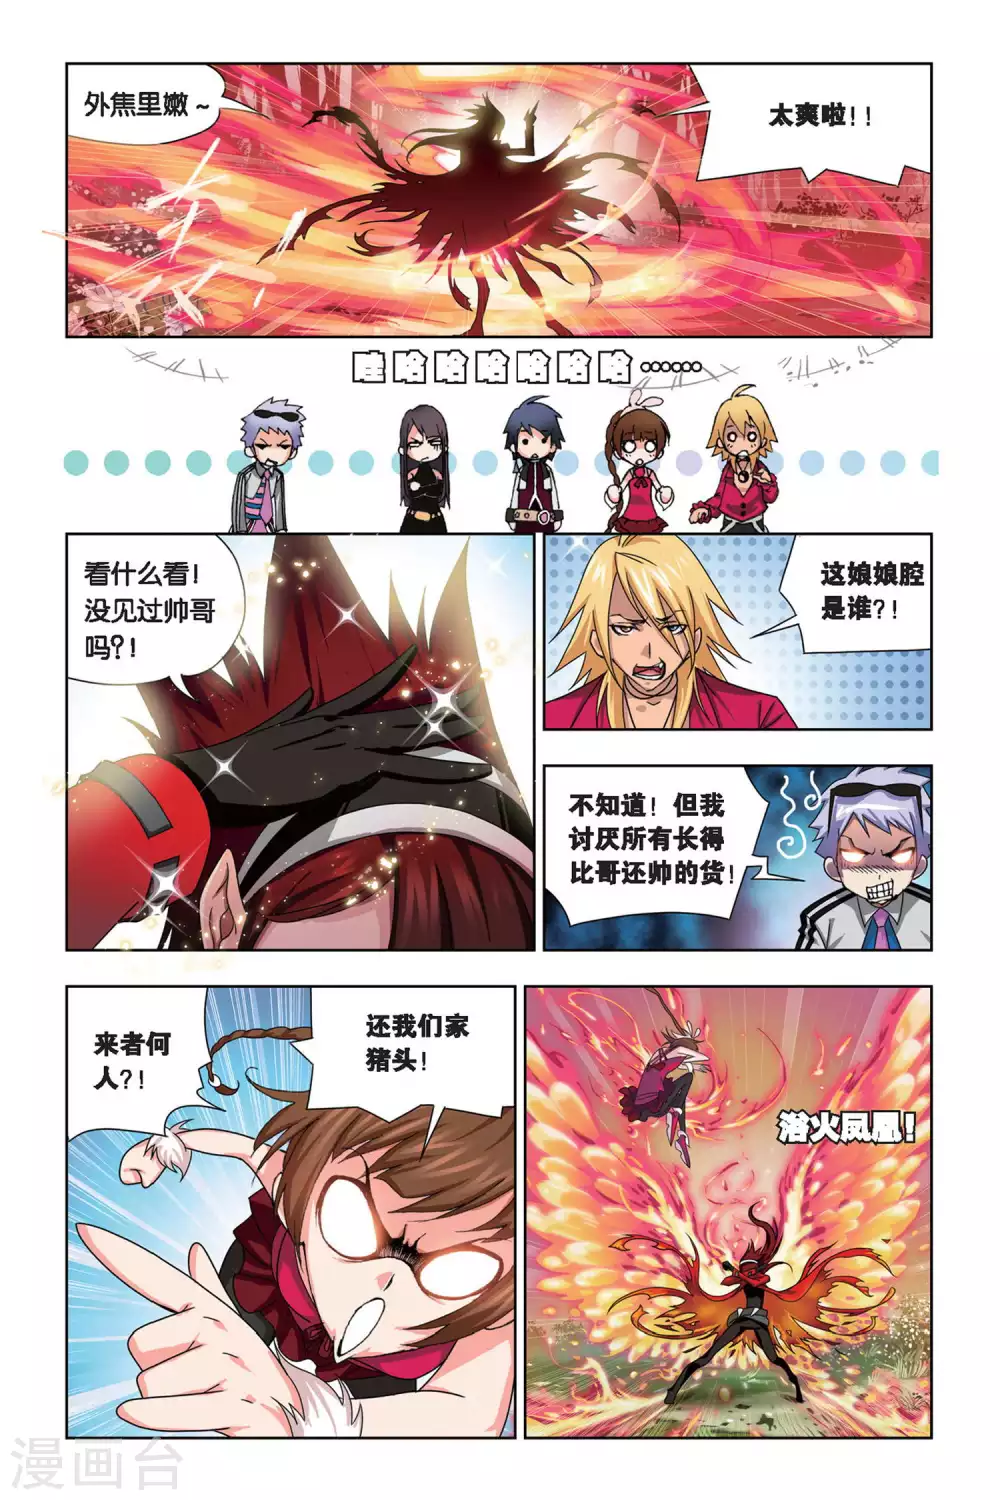 外焦里嫩~
太爽啦!!
哇哈哈哈哈哈哈……
看什么看!
没见过帅哥
吗?!
这娘娘腔
是谁?!
不知道!但我
讨厌所有长得
比哥还帅的货!
来者何
人?!
还我们家
猪头!
浴火凤凰!
漫画台